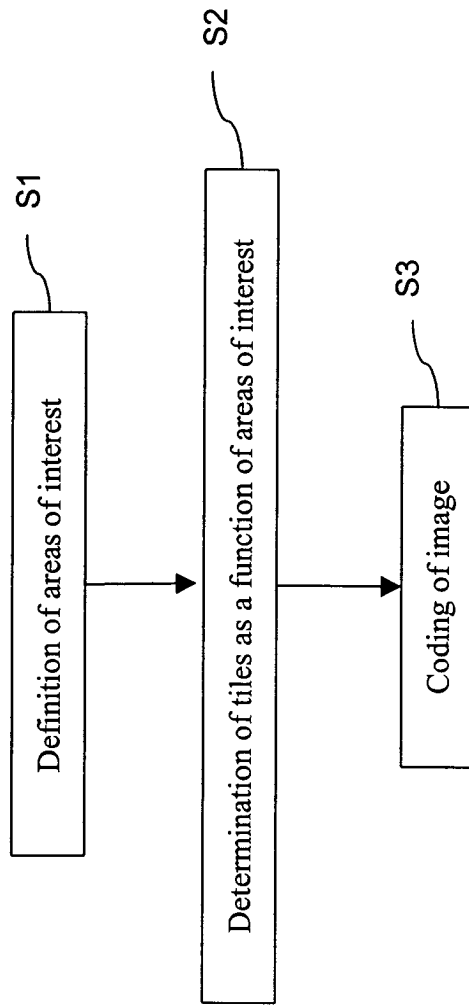 Definition of areas of interest
S1
Determination of tiles as a function of areas of interest
S2
Coding of image
S3